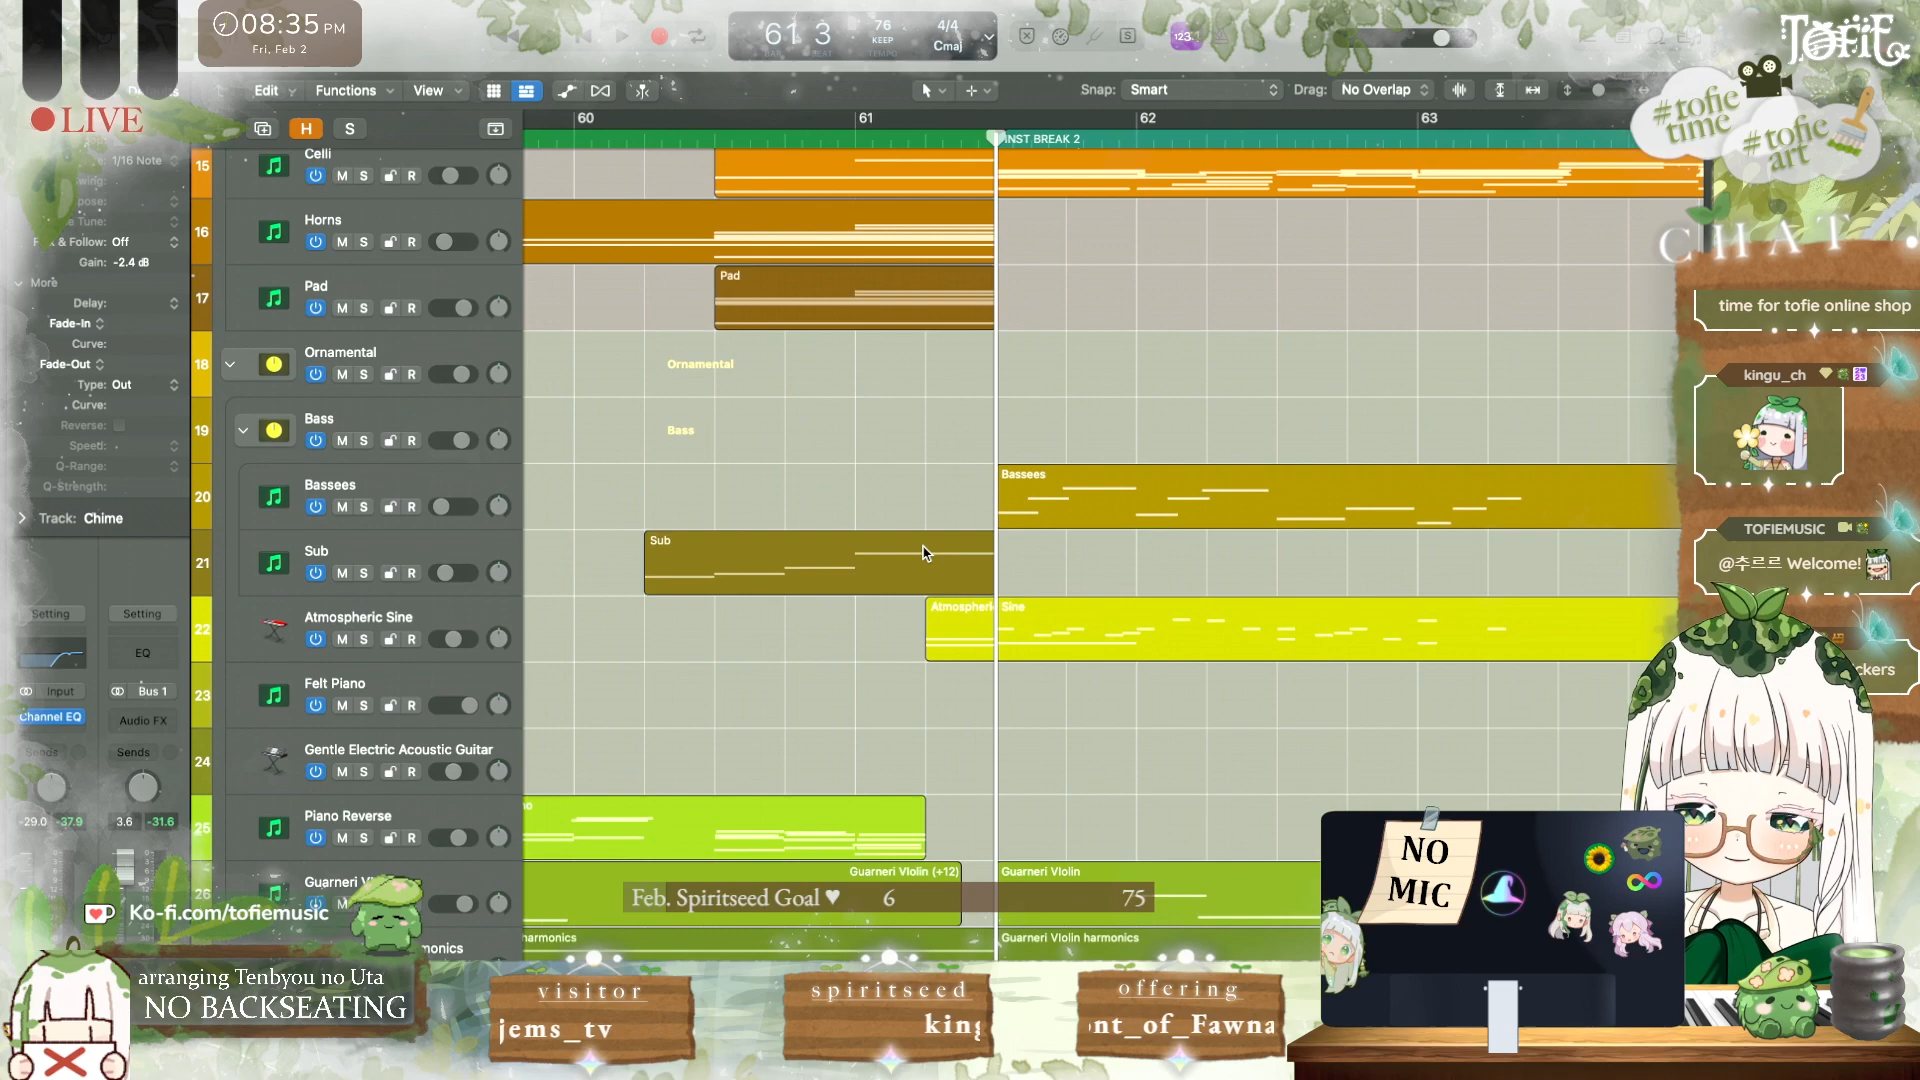 08:35 PM
Fri, Feb 2
LIVE
61 3
76
KEEP
TEMPO
4/4
Cmaj
Edit
Functions
View
Snap: Smart
Drag: No Overlap
Tofie
#tofie
time
#tofie
art
60
61
62
63
INST BREAK 2
H
S
1/16 Note
& Follow: Off
Gain: -2.4 dB
More
Delay:
Fade-In
Curve:
Fade-Out
Type: Out
Curve:
Reverse:
Speed:
Q-Range:
Q-Strength:
Track: Chime
Setting
Setting
EQ
Input
Bus 1
Channel EQ
Audio FX
Sends
Sends
-29.0
-37.9
3.6
-31.6
15
Celli
M S R
16
Horns
M S R
17
Pad
M S R
Pad
18
Ornamental
M S R
Ornamental
19
Bass
M S R
Bass
20
Bassees
M S R
Bassees
21
Sub
M S R
Sub
22
Atmospheric Sine
M S R
Sine
23
Felt Piano
M S R
24
Gentle Electric Acoustic Guitar
M S R
25
Piano Reverse
M S R
26
Guarneri VIolin (+12)
Guarneri VIolin
harmonics
Guarneri VIolin harmonics
CHAT
time for tofie online shop
kingu_ch
TOFIEMUSIC
@추르르 Welcome!
Feb. Spiritseed Goal ♥ 6 75
Ko-fi.com/tofiemusic
arranging Tenbyou no Uta
NO BACKSEATING
visitor
jems_tv
spiritseed
king
offering
nt_of_Fawna
NO
MIC